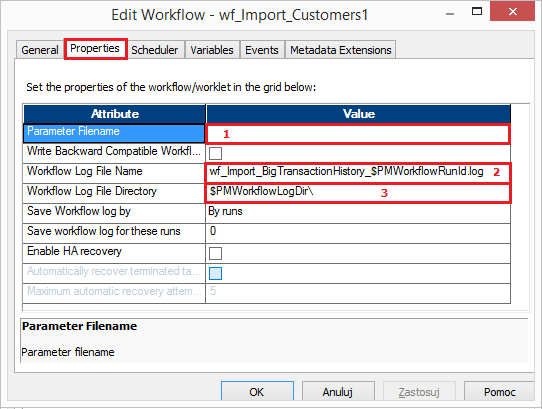 Edit Workflow - wf_Import_Customers1
General Properties Scheduler Variables Events Metadata Extensions
Set the properties of the workflow/worklet in the grid below:
Attribute Value
Parameter Filename 1
Write Backward Compatible Workfl...
Workflow Log File Name wf_Import_BigTransactionHistory_$PMWorkflowRunId.log 2
Workflow Log File Directory $PMWorkflowLogDir\ 3
Save Workflow log by By runs
Save workflow log for these runs 0
Enable HA recovery
Automatically recover terminated ta...
Maximum automatic recovery attem... 5
Parameter Filename
Parameter filename
OK Anuluj Zastosuj Pomoc